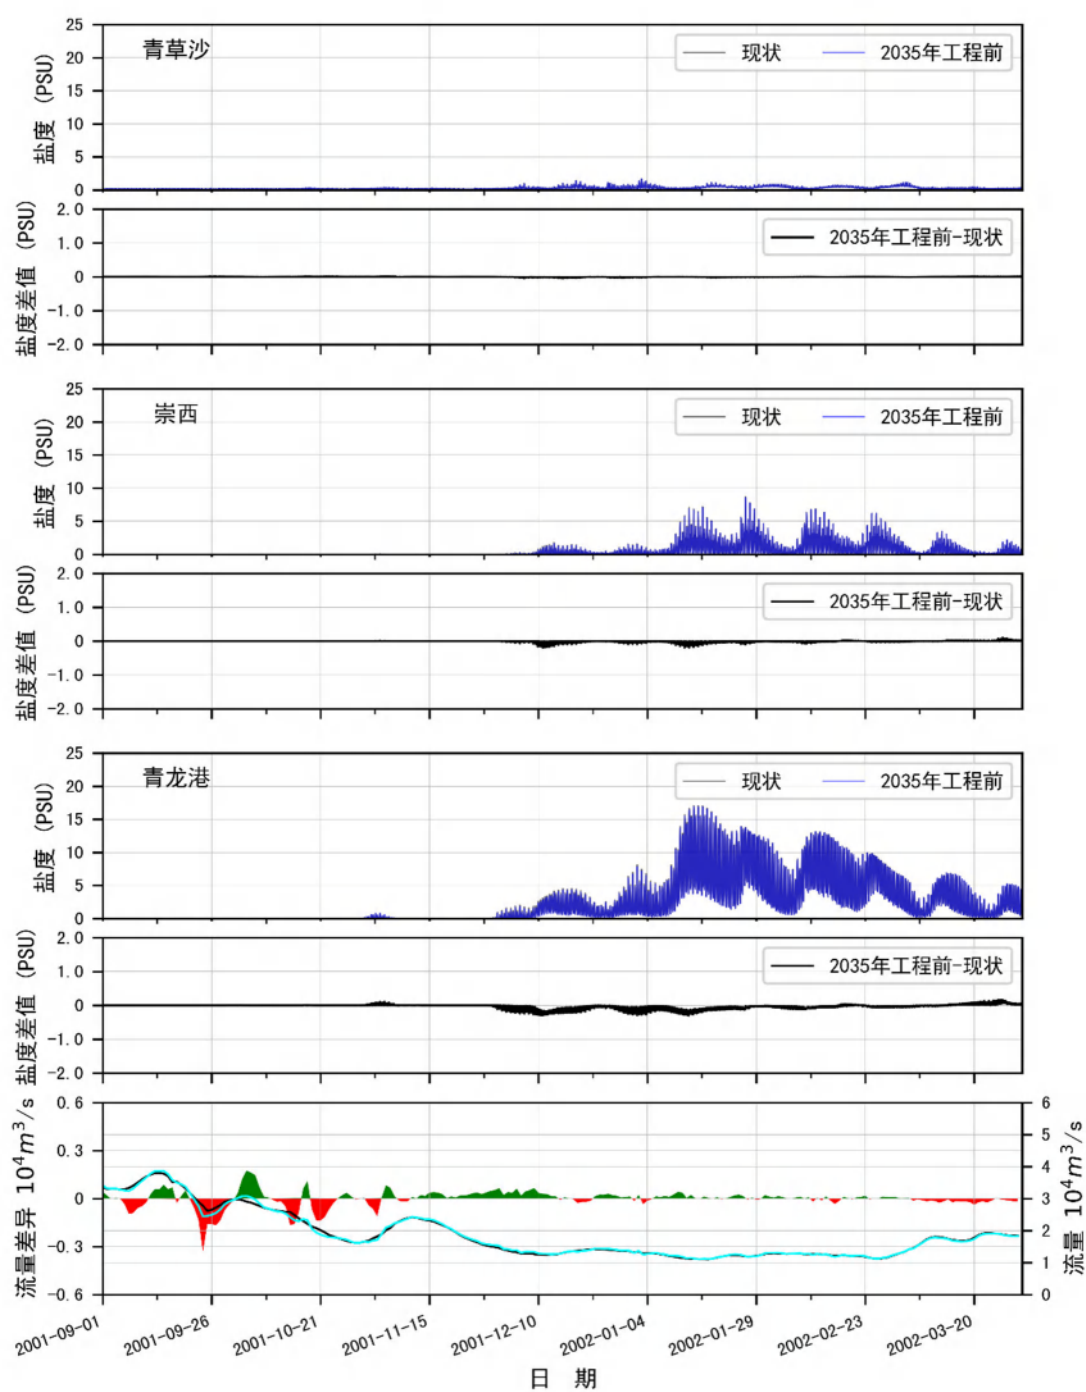 25
20
15
10
5
0
盐度 (PSU)
青草沙
现状
2035年工程前
2.0
1.0
0
-1.0
-2.0
盐度差值 (PSU)
2035年工程前-现状
25
20
15
10
5
0
盐度 (PSU)
崇西
现状
2035年工程前
2.0
1.0
0
-1.0
-2.0
盐度差值 (PSU)
2035年工程前-现状
25
20
15
10
5
0
盐度 (PSU)
青龙港
现状
2035年工程前
2.0
1.0
0
-1.0
-2.0
盐度差值 (PSU)
2035年工程前-现状
0.6
0.3
0
-0.3
-0.6
流量差异 10⁴m³/s
6
5
4
3
2
1
0
流量 10⁴m³/s
2001-09-01
2001-09-26
2001-10-21
2001-11-15
2001-12-10
2002-01-04
2002-01-29
2002-02-23
2002-03-20
日 期